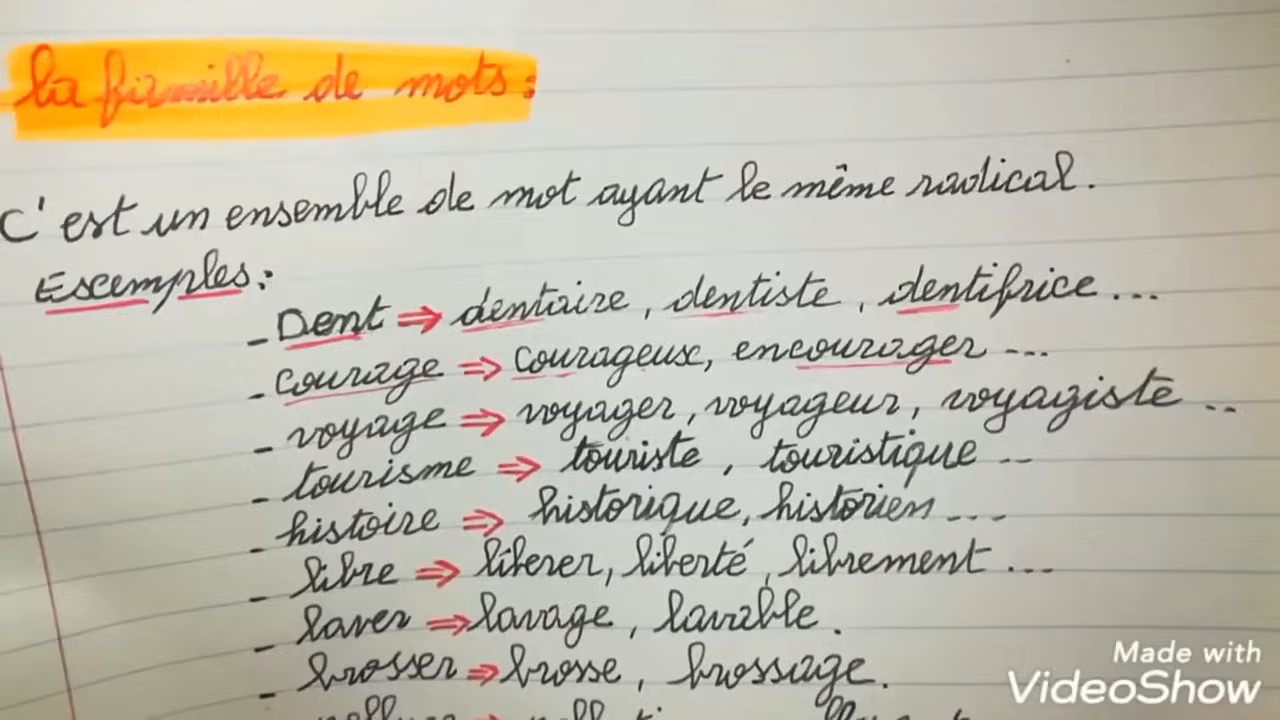 la famille de mots :
C'est un ensemble de mot ayant le même radical.
Exemples :
- Dent ⇒ dentaire, dentiste, dentifrice...
- courage ⇒ courageux, encourager ...
- voyage ⇒ voyager, voyageur, voyagiste ..
- tourisme ⇒ touriste, touristique ..
- histoire ⇒ historique, historien ....
- libre ⇒ liberer, liberté, librement ...
- laver ⇒ lavage, lavable.
- brosser ⇒ brosse, brossage.
Made with
VideoShow